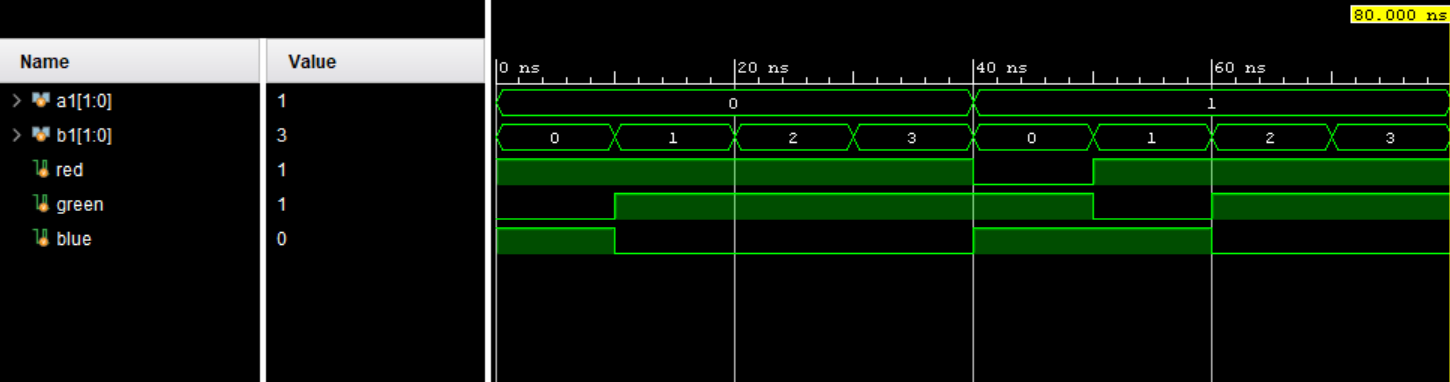 80.000 ns
Name Value
0 ns 20 ns 40 ns 60 ns
a1[1:0] 1 0 1
b1[1:0] 3 0 1 2 3 0 1 2 3
red 1
green 1
blue 0